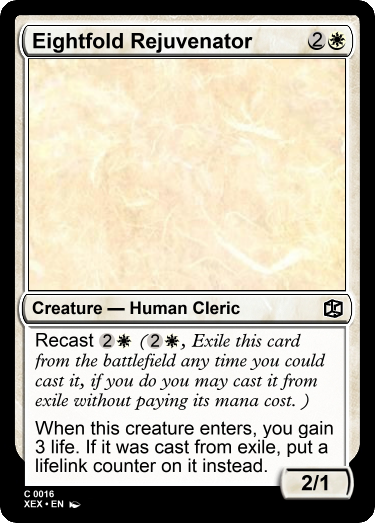 Eightfold Rejuvenator 2
Creature — Human Cleric
Recast 2 (2, Exile this card
from the battlefield any time you could
cast it, if you do you may cast it from
exile without paying its mana cost. )
When this creature enters, you gain
3 life. If it was cast from exile, put a
lifelink counter on it instead.
2/1
C 0016
XEX • EN